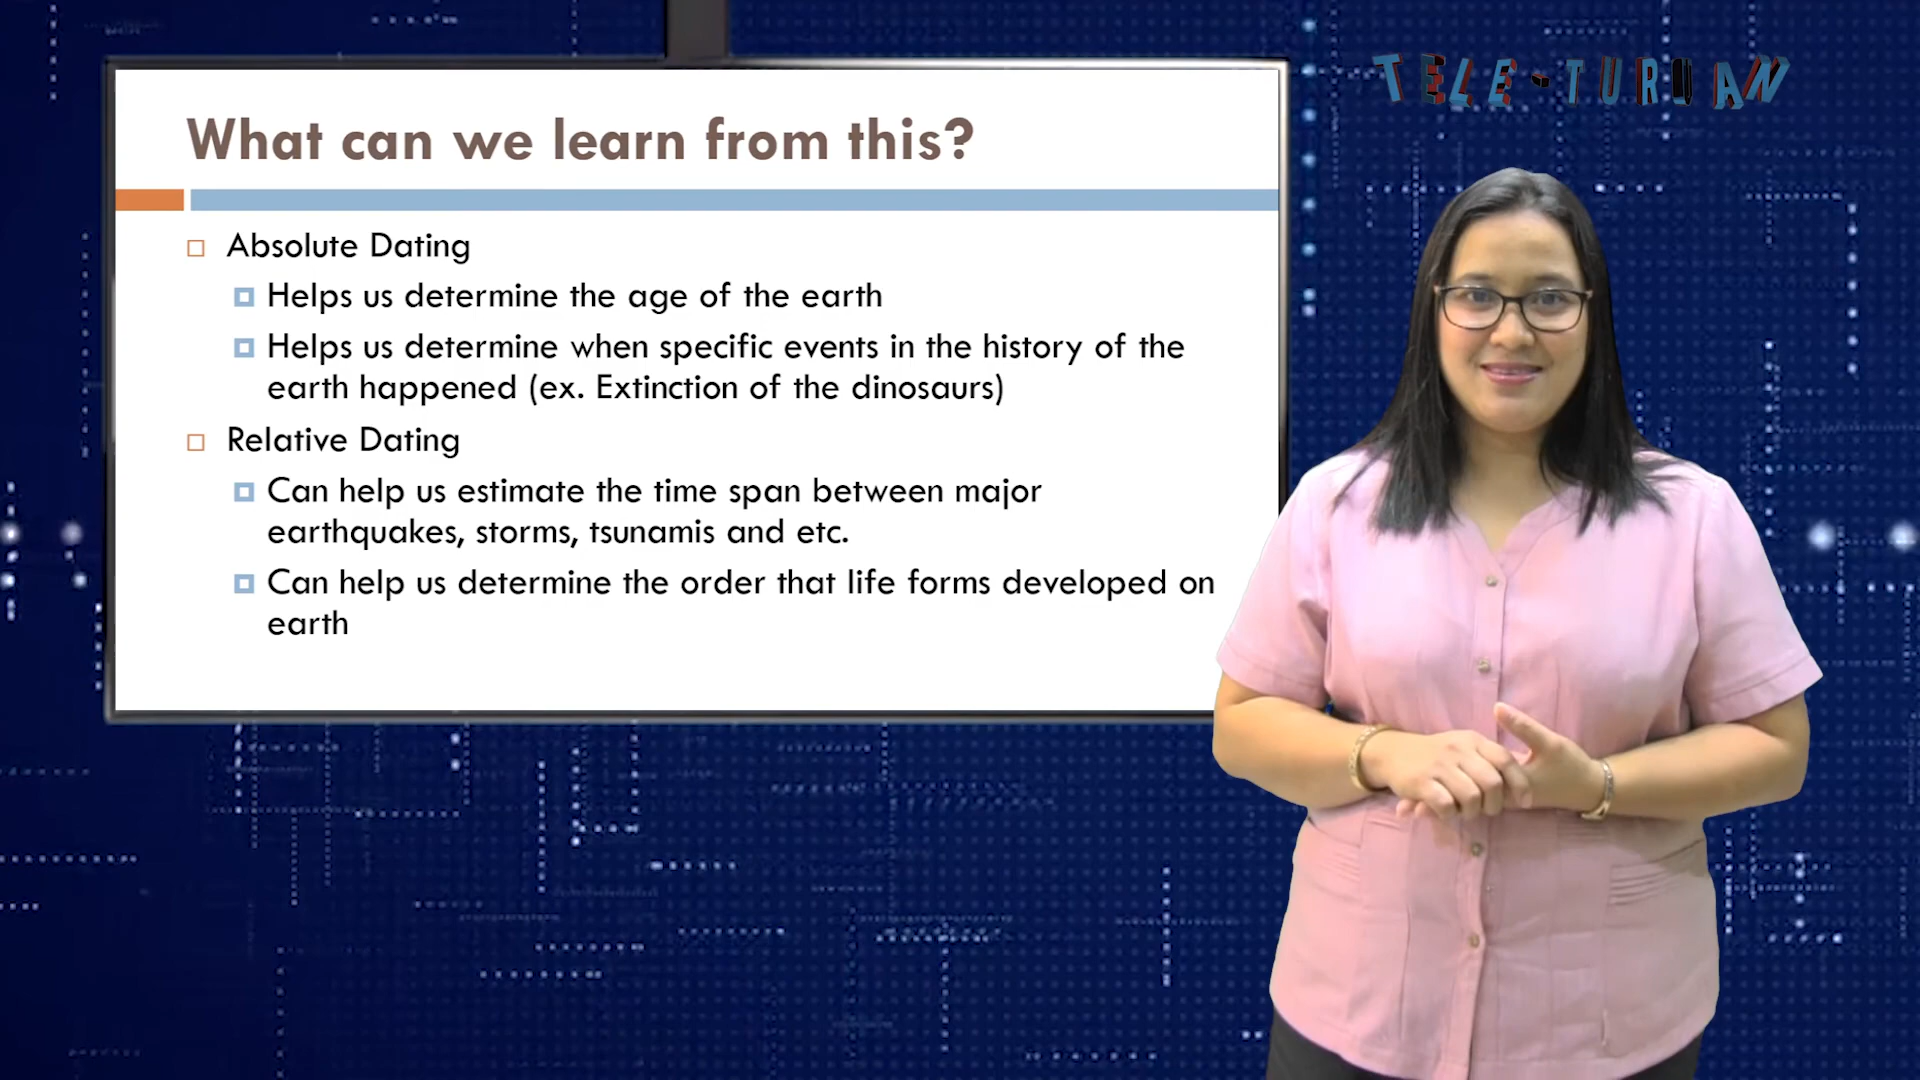 TELE-TURUAN
What can we learn from this?
Absolute Dating
Helps us determine the age of the earth
Helps us determine when specific events in the history of the
earth happened (ex. Extinction of the dinosaurs)
Relative Dating
Can help us estimate the time span between major
earthquakes, storms, tsunamis and etc.
Can help us determine the order that life forms developed on
earth